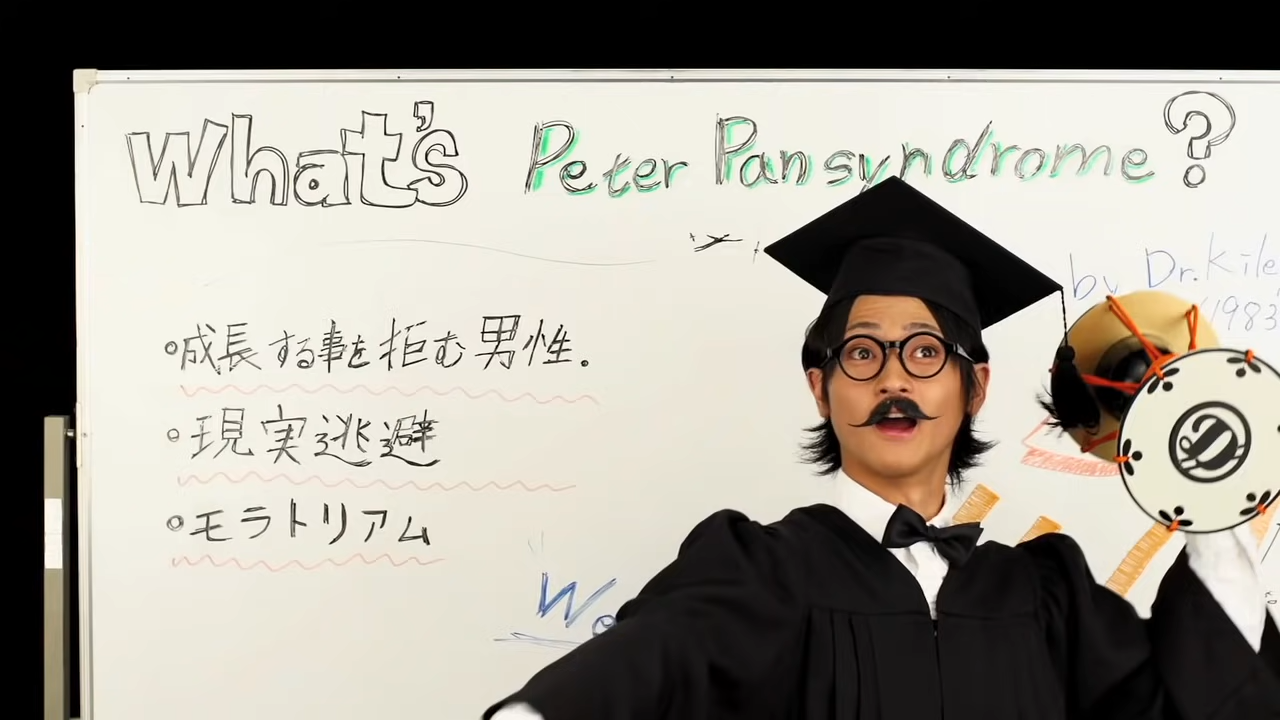 What's Peter Pan syndrome?
by Dr.Kile
(1983
○成長する事を拒む男性。
○現実逃避
○モラトリアム